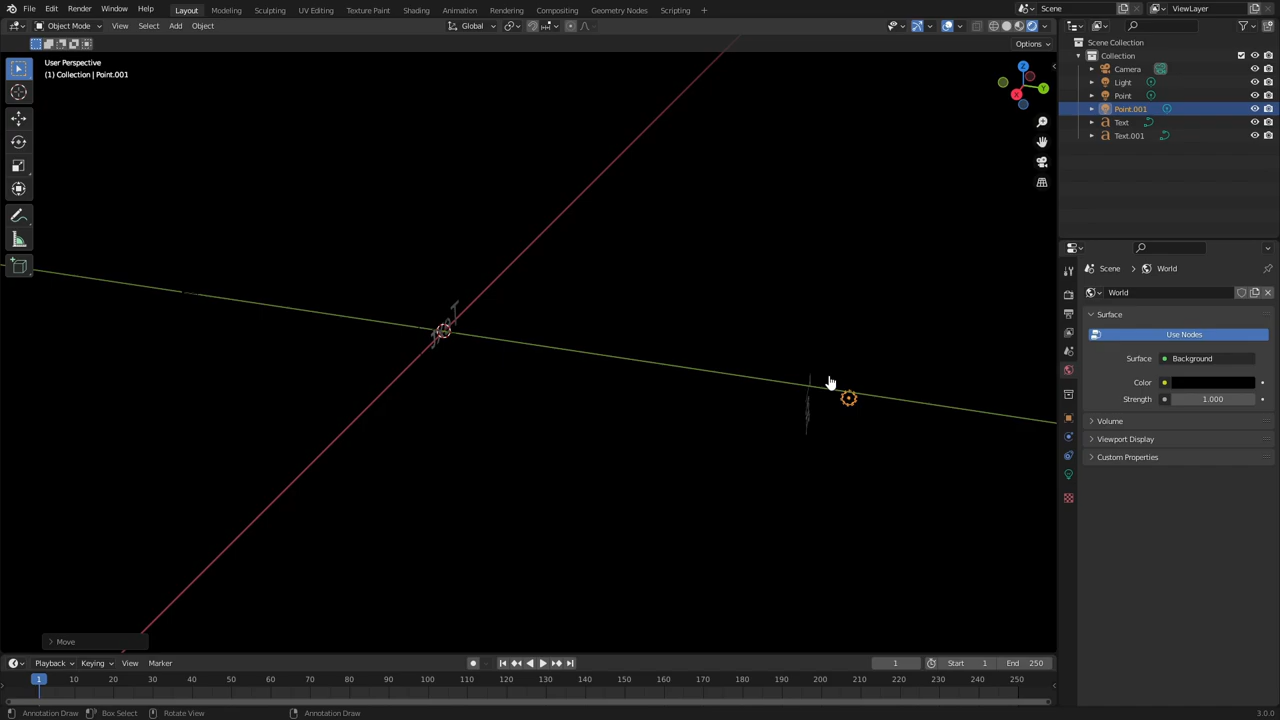 File Edit Render Window Help Layout Modeling Sculpting UV Editing Texture Paint Shading Animation Rendering Compositing Geometry Nodes Scripting + Scene ViewLayer
Object Mode View Select Add Object Global
Options
User Perspective
(1) Collection | Point.001
Scene Collection
Collection
Camera
Light
Point
Point.001
Text
Text.001
Z
Y
X
Scene > World
World
Surface
Use Nodes
Surface Background
Color
Strength 1.000
Volume
Viewport Display
Custom Properties
Move
Playback Keying View Marker 1 Start 1 End 250
1 10 20 30 40 50 60 70 80 90 100 110 120 130 140 150 160 170 180 190 200 210 220 230 240 250
Annotation Draw Box Select Rotate View Annotation Draw 3.0.0